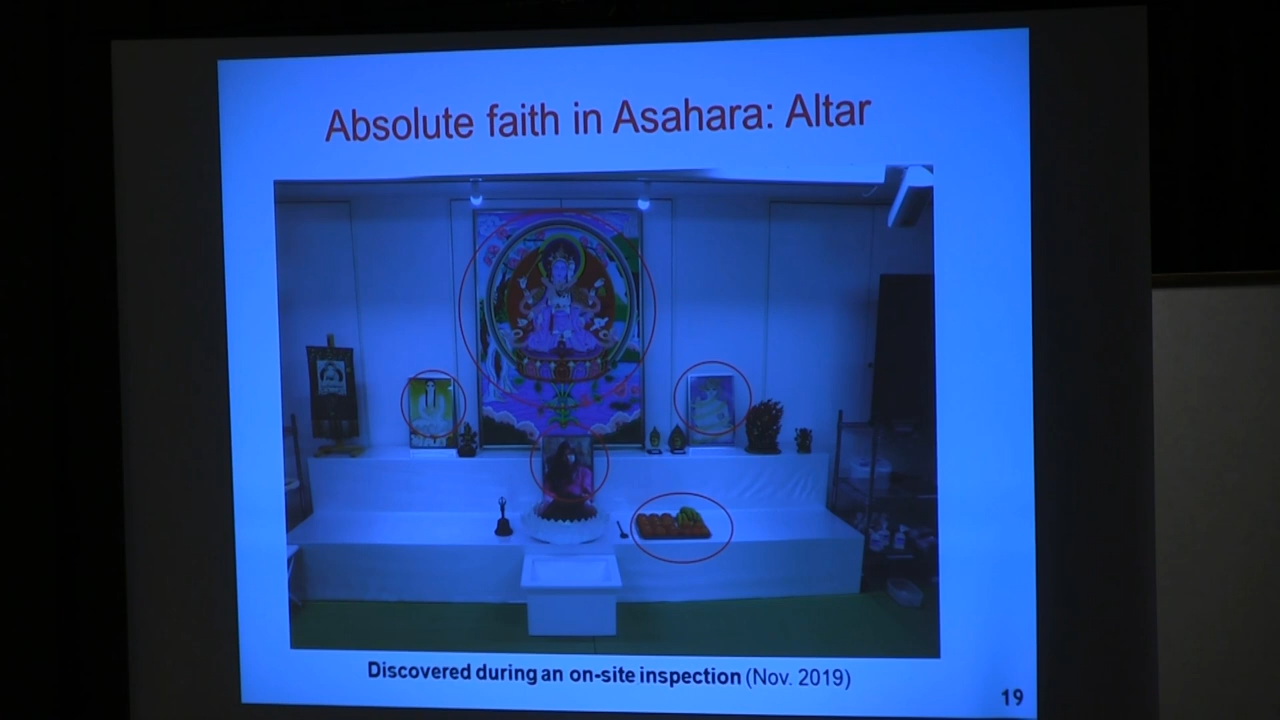 Absolute faith in Asahara: Altar
Discovered during an on-site inspection (Nov. 2019)
19